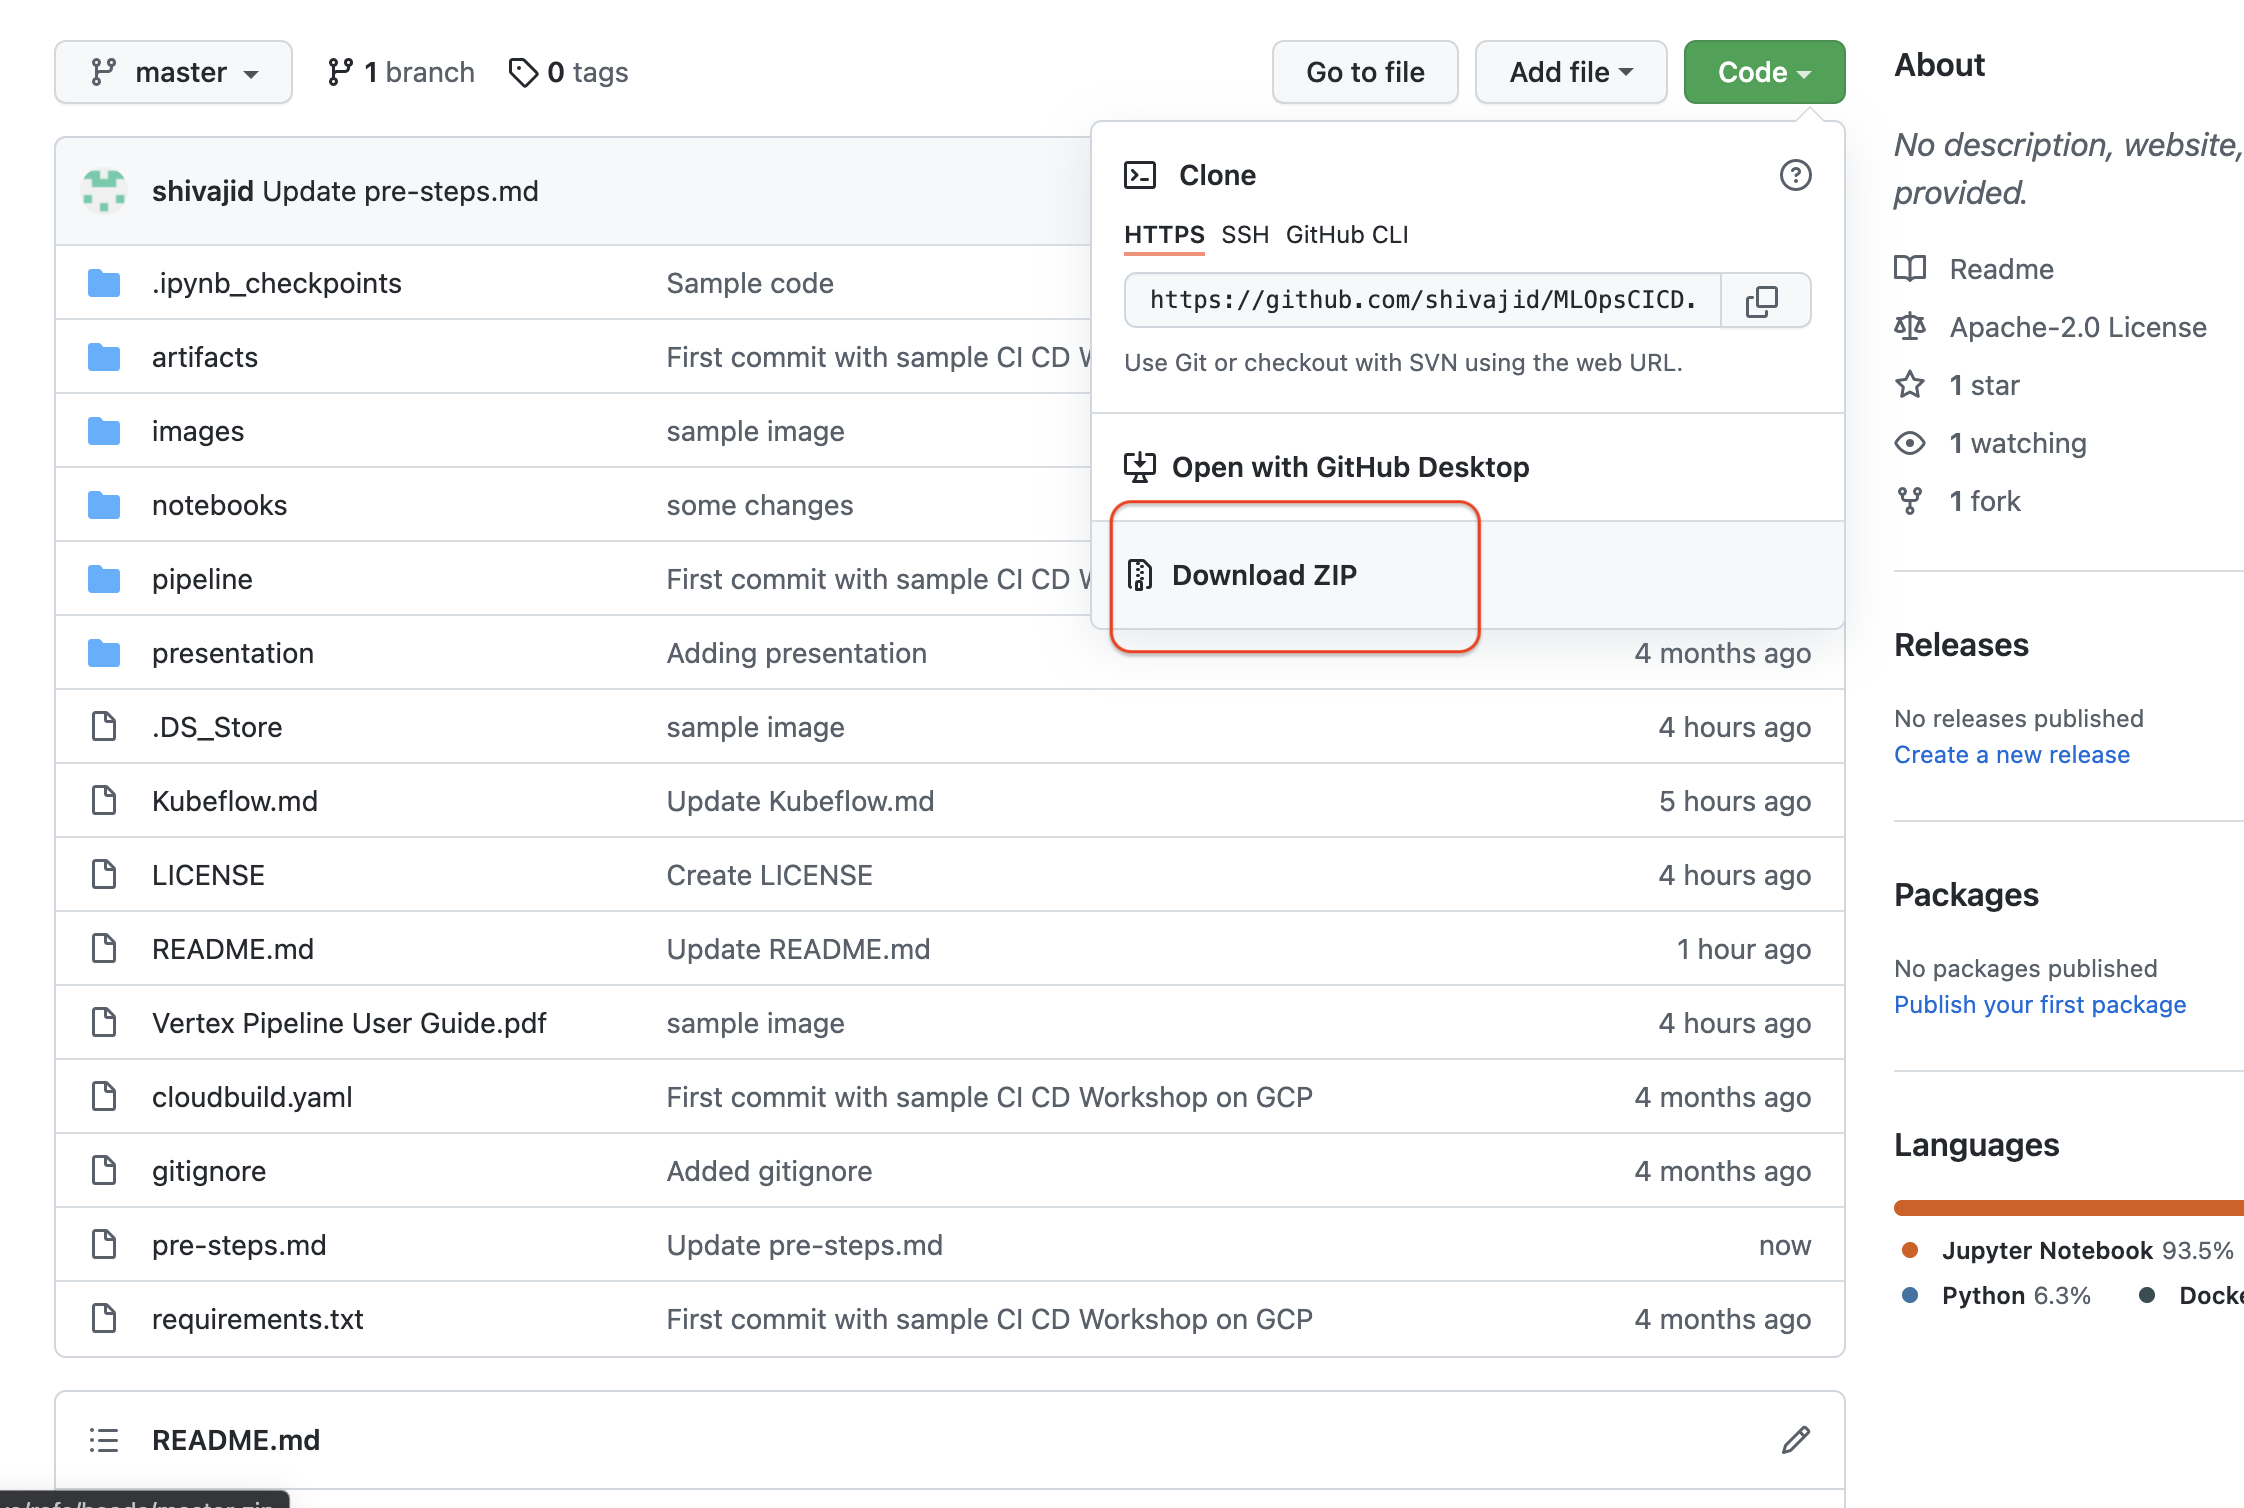 master 1 branch 0 tags Go to file Add file Code
shivajid Update pre-steps.md
Clone
HTTPS SSH GitHub CLI
https://github.com/shivajid/MLOpsCICD.
Use Git or checkout with SVN using the web URL.
Open with GitHub Desktop
Download ZIP
.ipynb_checkpoints Sample code
artifacts First commit with sample CI CD
images sample image
notebooks some changes
pipeline First commit with sample CI CD
presentation Adding presentation 4 months ago
.DS_Store sample image 4 hours ago
Kubeflow.md Update Kubeflow.md 5 hours ago
LICENSE Create LICENSE 4 hours ago
README.md Update README.md 1 hour ago
Vertex Pipeline User Guide.pdf sample image 4 hours ago
cloudbuild.yaml First commit with sample CI CD Workshop on GCP 4 months ago
gitignore Added gitignore 4 months ago
pre-steps.md Update pre-steps.md now
requirements.txt First commit with sample CI CD Workshop on GCP 4 months ago
README.md
About
No description, website,
provided.
Readme
Apache-2.0 License
1 star
1 watching
1 fork
Releases
No releases published
Create a new release
Packages
No packages published
Publish your first package
Languages
Jupyter Notebook 93.5%
Python 6.3% Docke